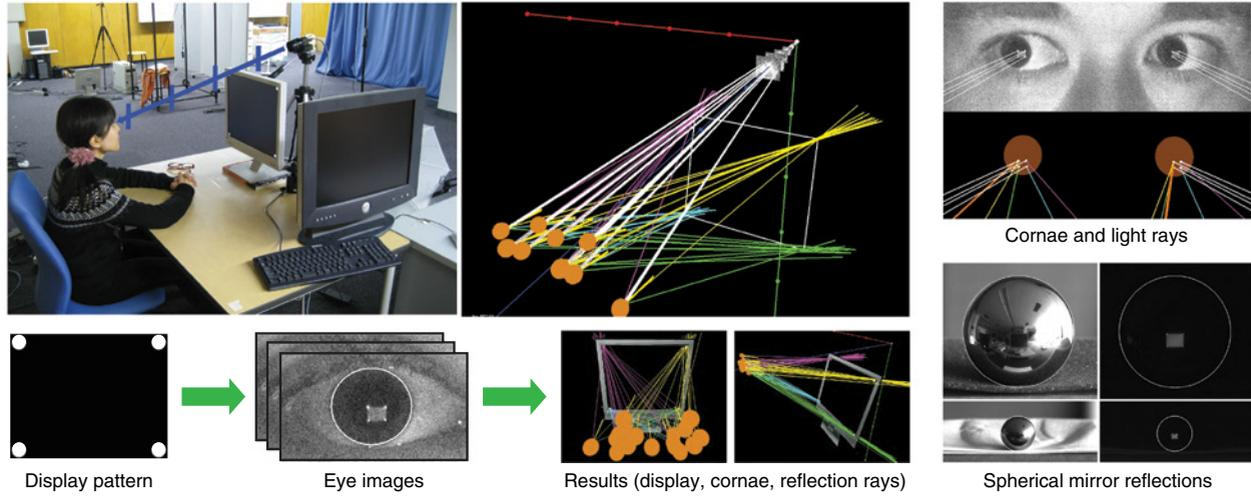 Cornae and light rays
Display pattern
Eye images
Results (display, cornae, reflection rays)
Spherical mirror reflections